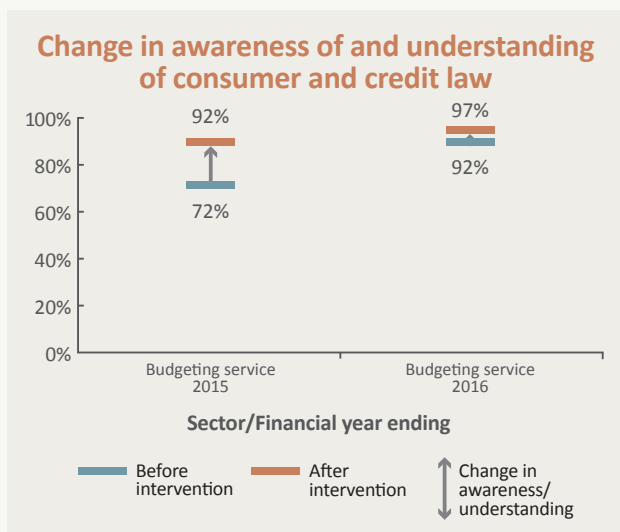 Change in awareness of and understanding
of consumer and credit law
100%
80%
60%
40%
20%
0%
92%
72%
97%
92%
Budgeting service
2015
Budgeting service
2016
Sector/Financial year ending
Before
intervention
After
intervention
Change in
awareness/
understanding